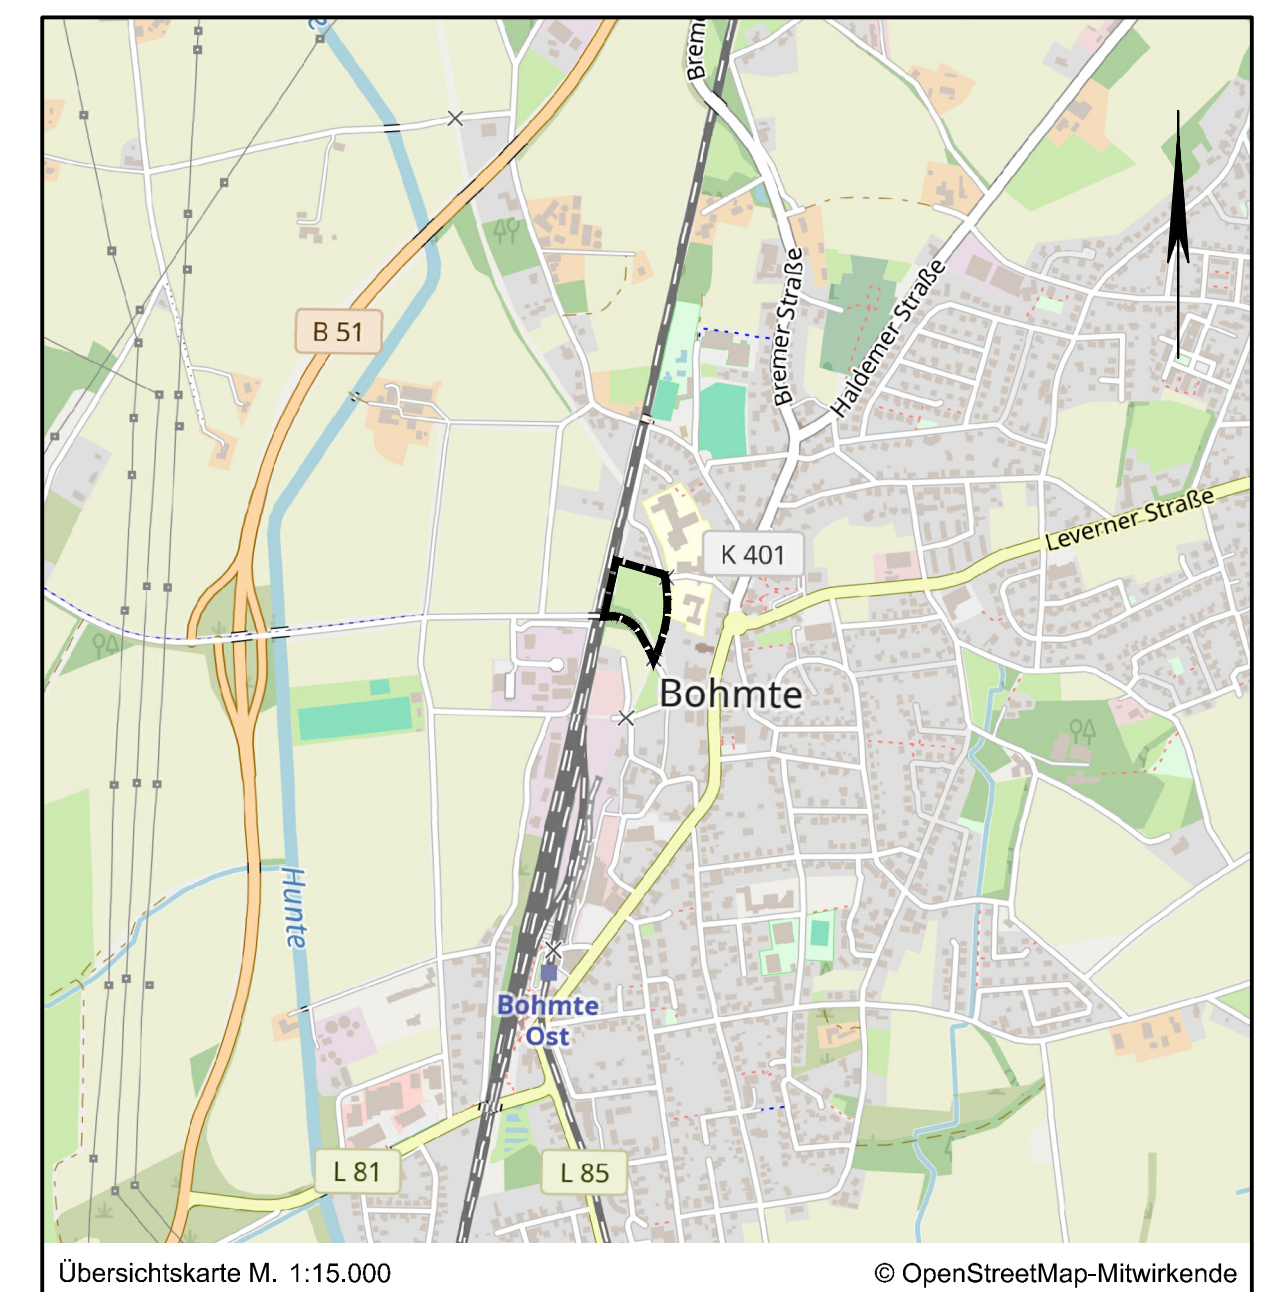 Brem
B 51
Bremer Straße
Haldemer Straße
Leverner Straße
K 401
Bohmte
Hunte
Bohmte
Ost
L 81
L 85
Übersichtskarte M. 1:15.000
© OpenStreetMap-Mitwirkende